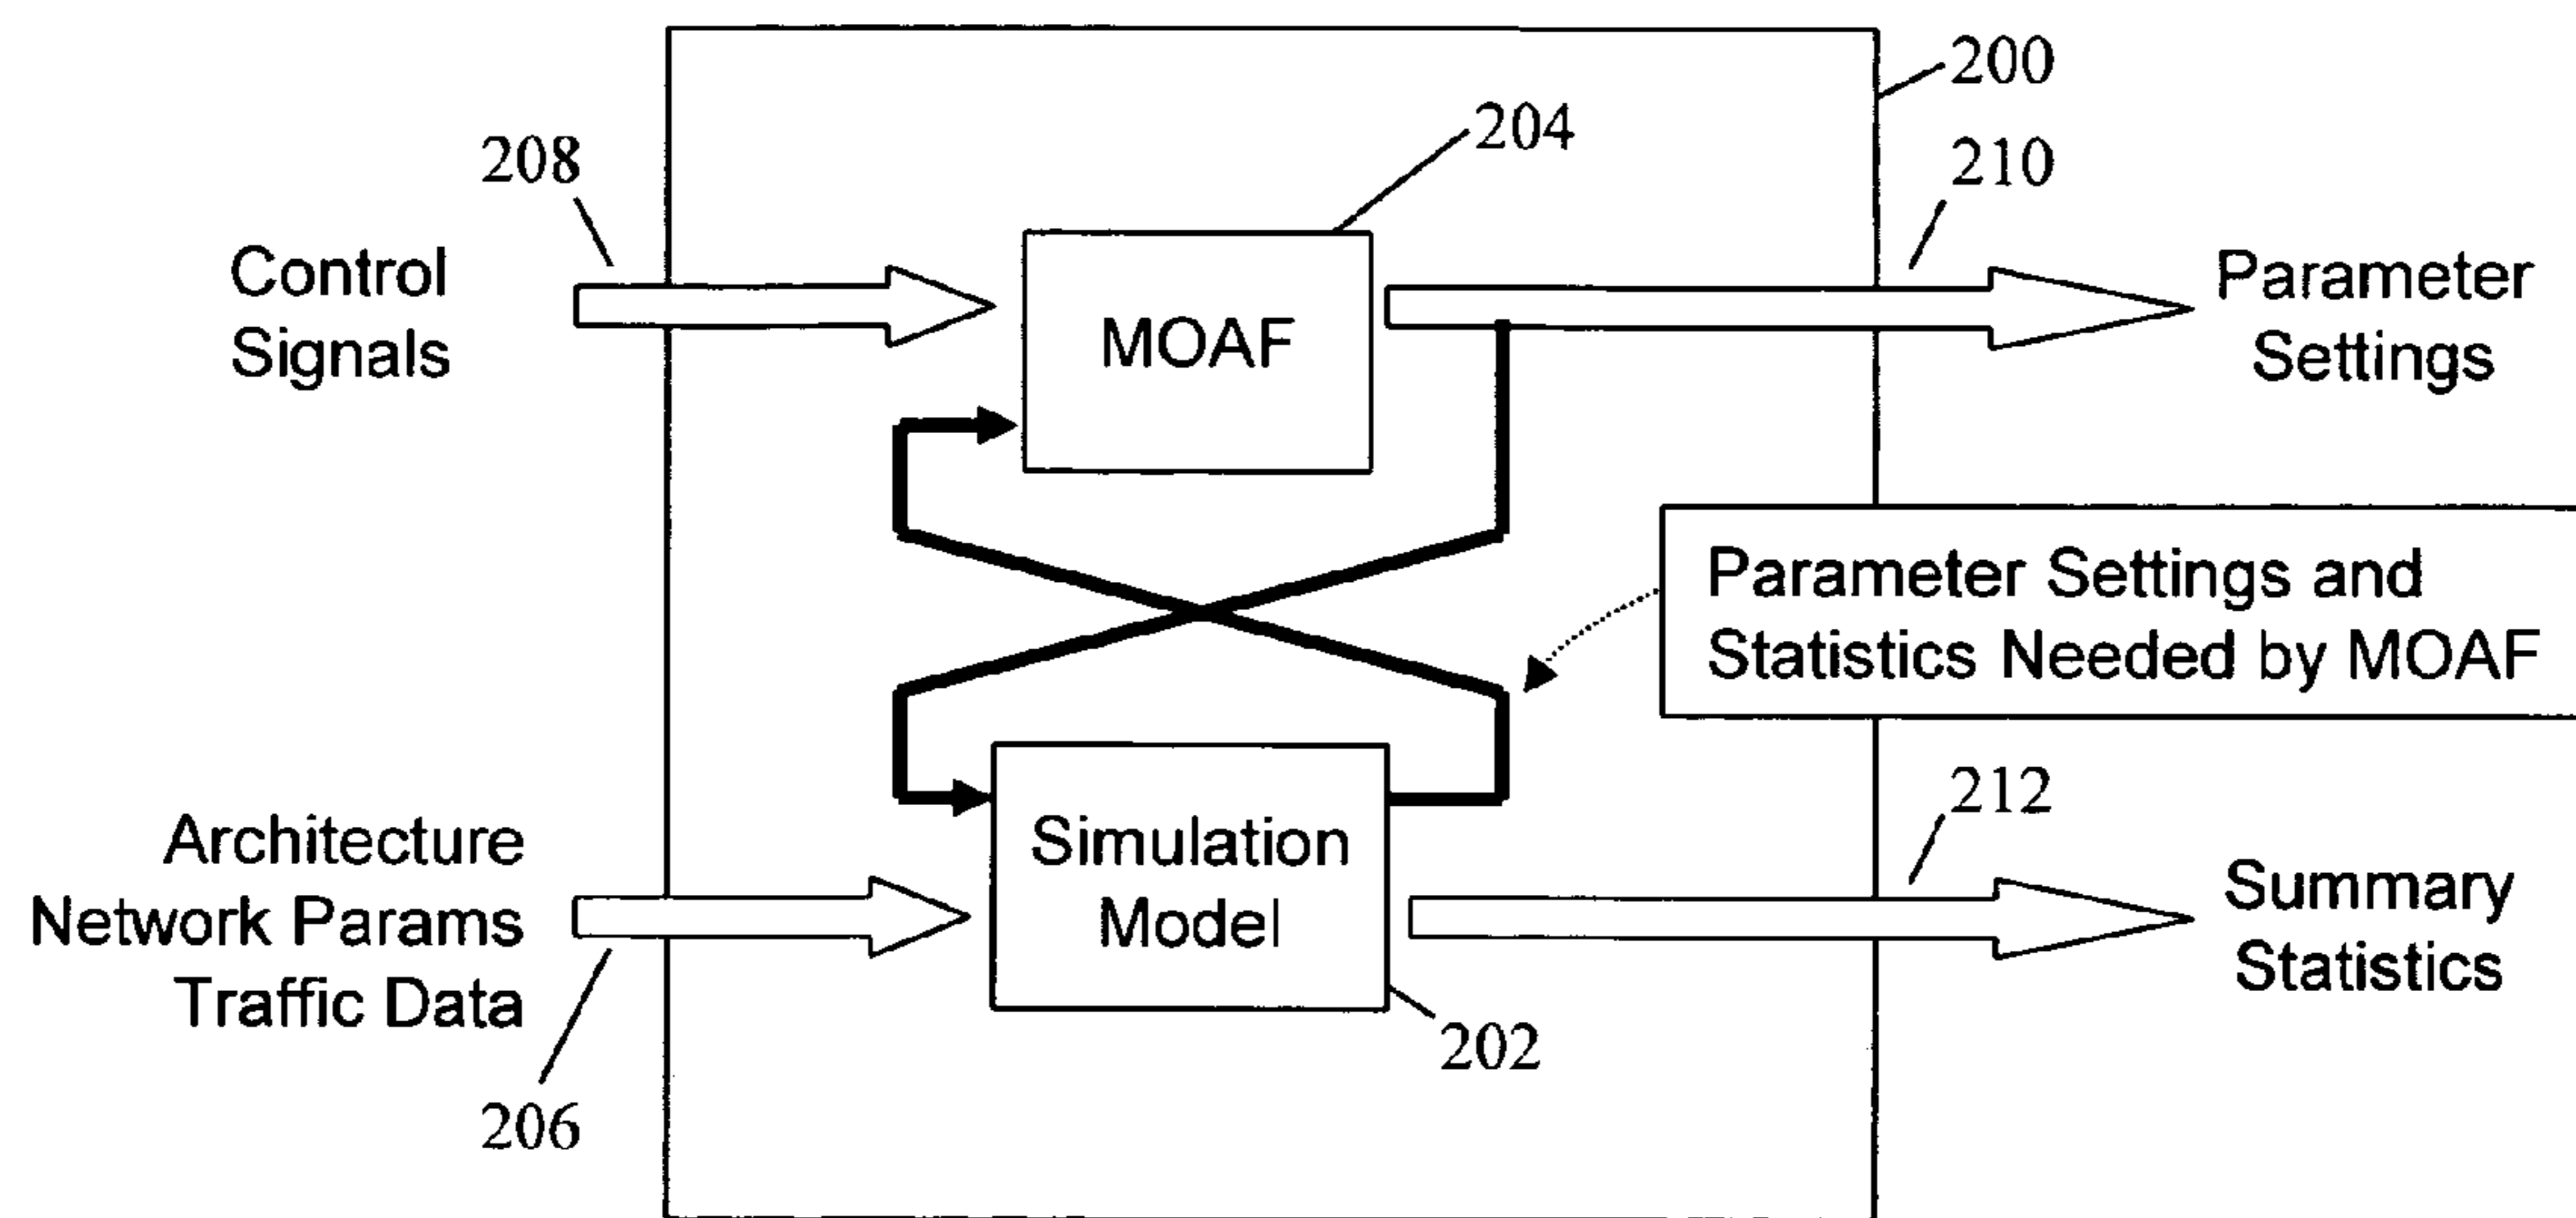 200
204
210
208
Control
Signals
MOAF
Parameter
Settings
Parameter Settings and
Statistics Needed by MOAF
212
Architecture
Network Params
Traffic Data
Simulation
Model
Summary
Statistics
202
206